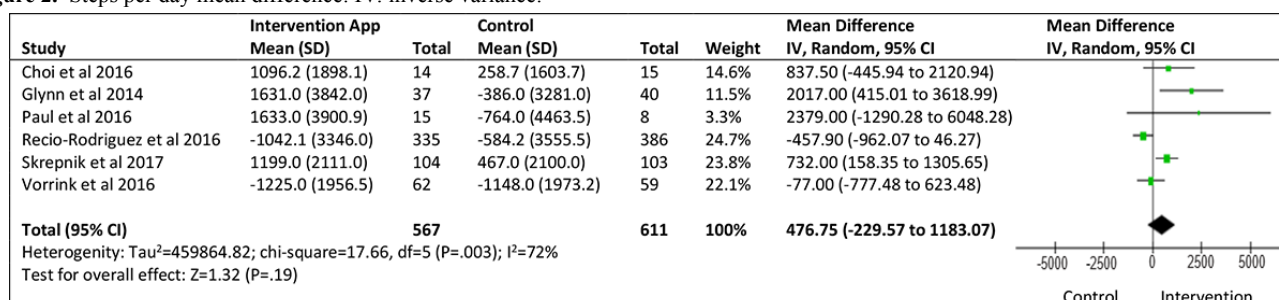 Figure 2. Steps per day mean difference. IV: inverse variance.
Intervention App Control Mean Difference Mean Difference
Study Mean (SD) Total Mean (SD) Total Weight IV, Random, 95% CI IV, Random, 95% CI
Choi et al 2016 1096.2 (1898.1) 14 258.7 (1603.7) 15 14.6% 837.50 (-445.94 to 2120.94)
Glynn et al 2014 1631.0 (3842.0) 37 -386.0 (3281.0) 40 11.5% 2017.00 (415.01 to 3618.99)
Paul et al 2016 1633.0 (3900.9) 15 -764.0 (4463.5) 8 3.3% 2379.00 (-1290.28 to 6048.28)
Recio-Rodriguez et al 2016 -1042.1 (3346.0) 335 -584.2 (3555.5) 386 24.7% -457.90 (-962.07 to 46.27)
Skrepnik et al 2017 1199.0 (2111.0) 104 467.0 (2100.0) 103 23.8% 732.00 (158.35 to 1305.65)
Vorrink et al 2016 -1225.0 (1956.5) 62 -1148.0 (1973.2) 59 22.1% -77.00 (-777.48 to 623.48)
Total (95% CI) 567 611 100% 476.75 (-229.57 to 1183.07)
Heterogenity: Tau²=459864.82; chi-square=17.66, df=5 (P=.003); I²=72%
Test for overall effect: Z=1.32 (P=.19)
-5000 -2500 0 2500 5000
Control Intervention